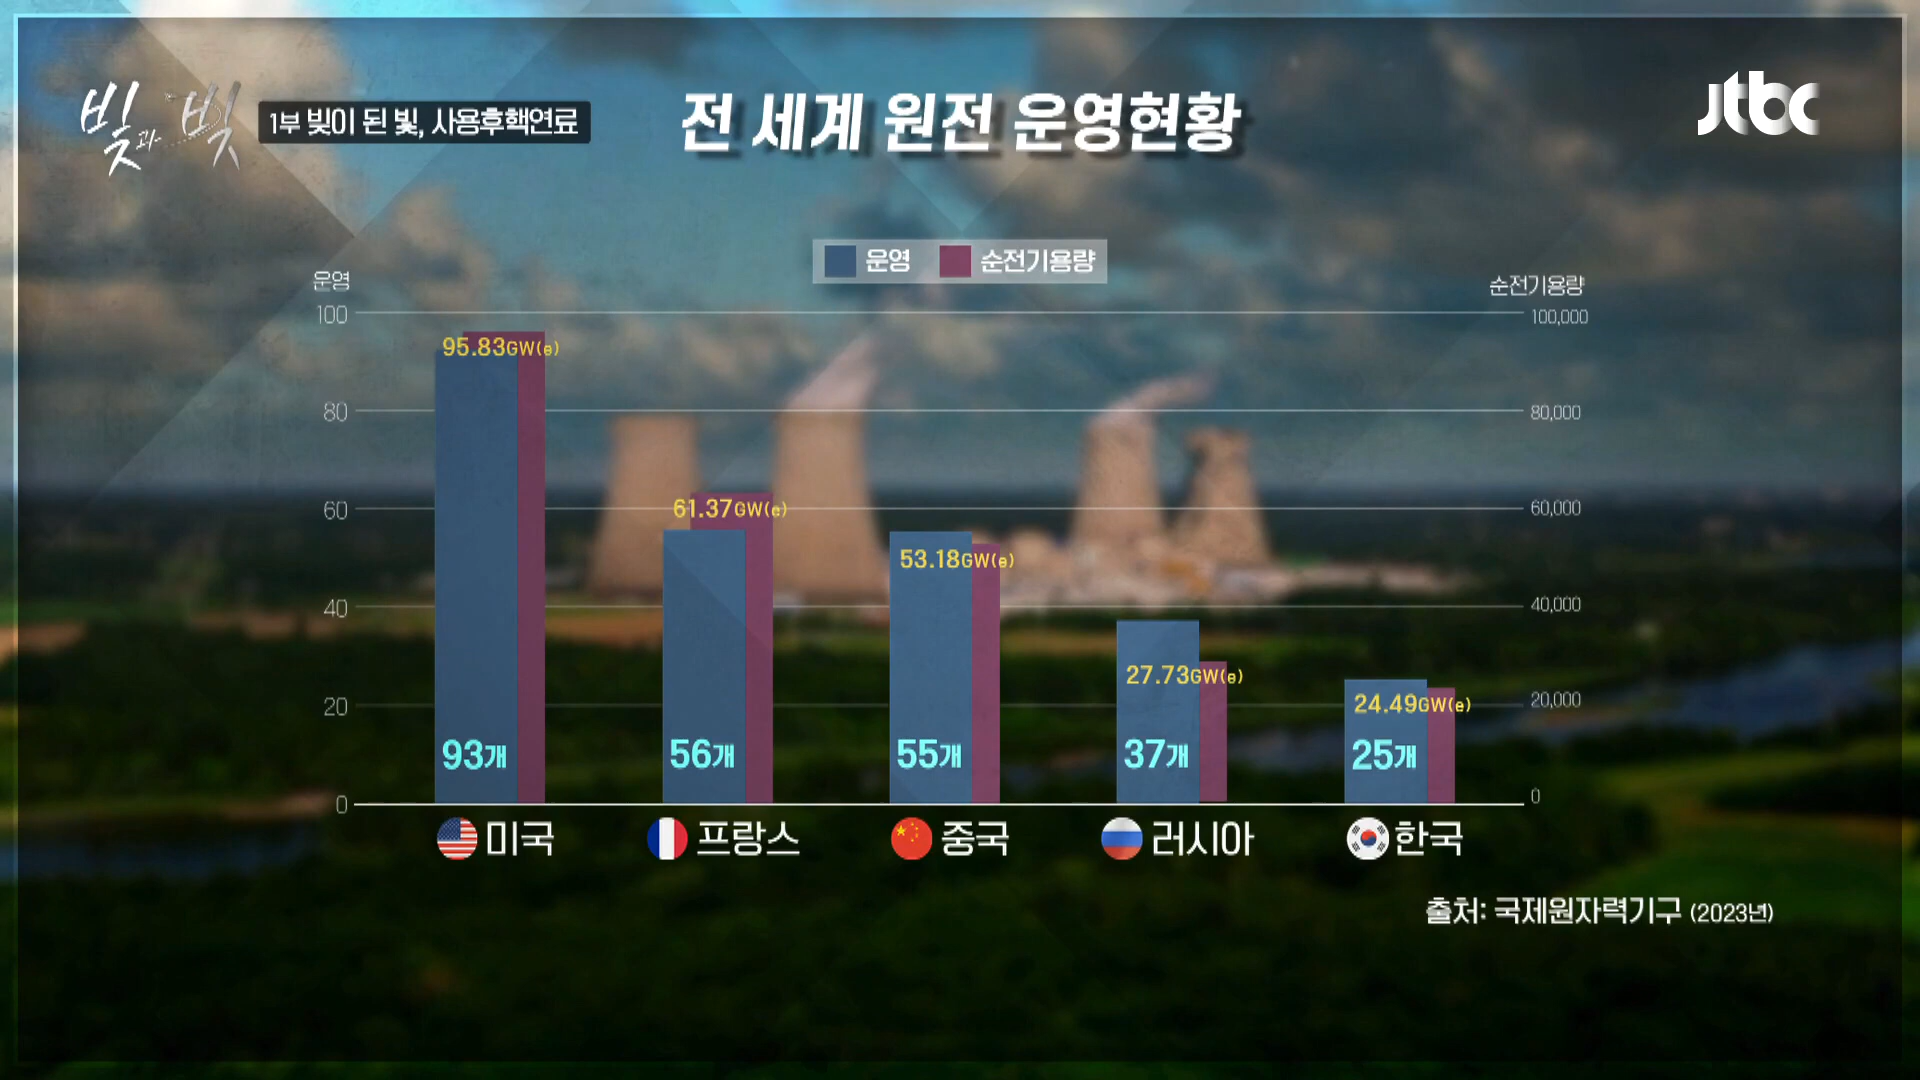 빛과 빚
1부 빚이 된 빛, 사용후핵연료
전 세계 원전 운영현황
jtbc
운영 순전기용량
운영
순전기용량
100
100,000
80
80,000
60
60,000
40
40,000
20
20,000
0
0
95.83GW(e)
61.37GW(e)
53.18GW(e)
27.73GW(e)
24.49GW(e)
93개
56개
55개
37개
25개
미국
프랑스
중국
러시아
한국
출처: 국제원자력기구 (2023년)